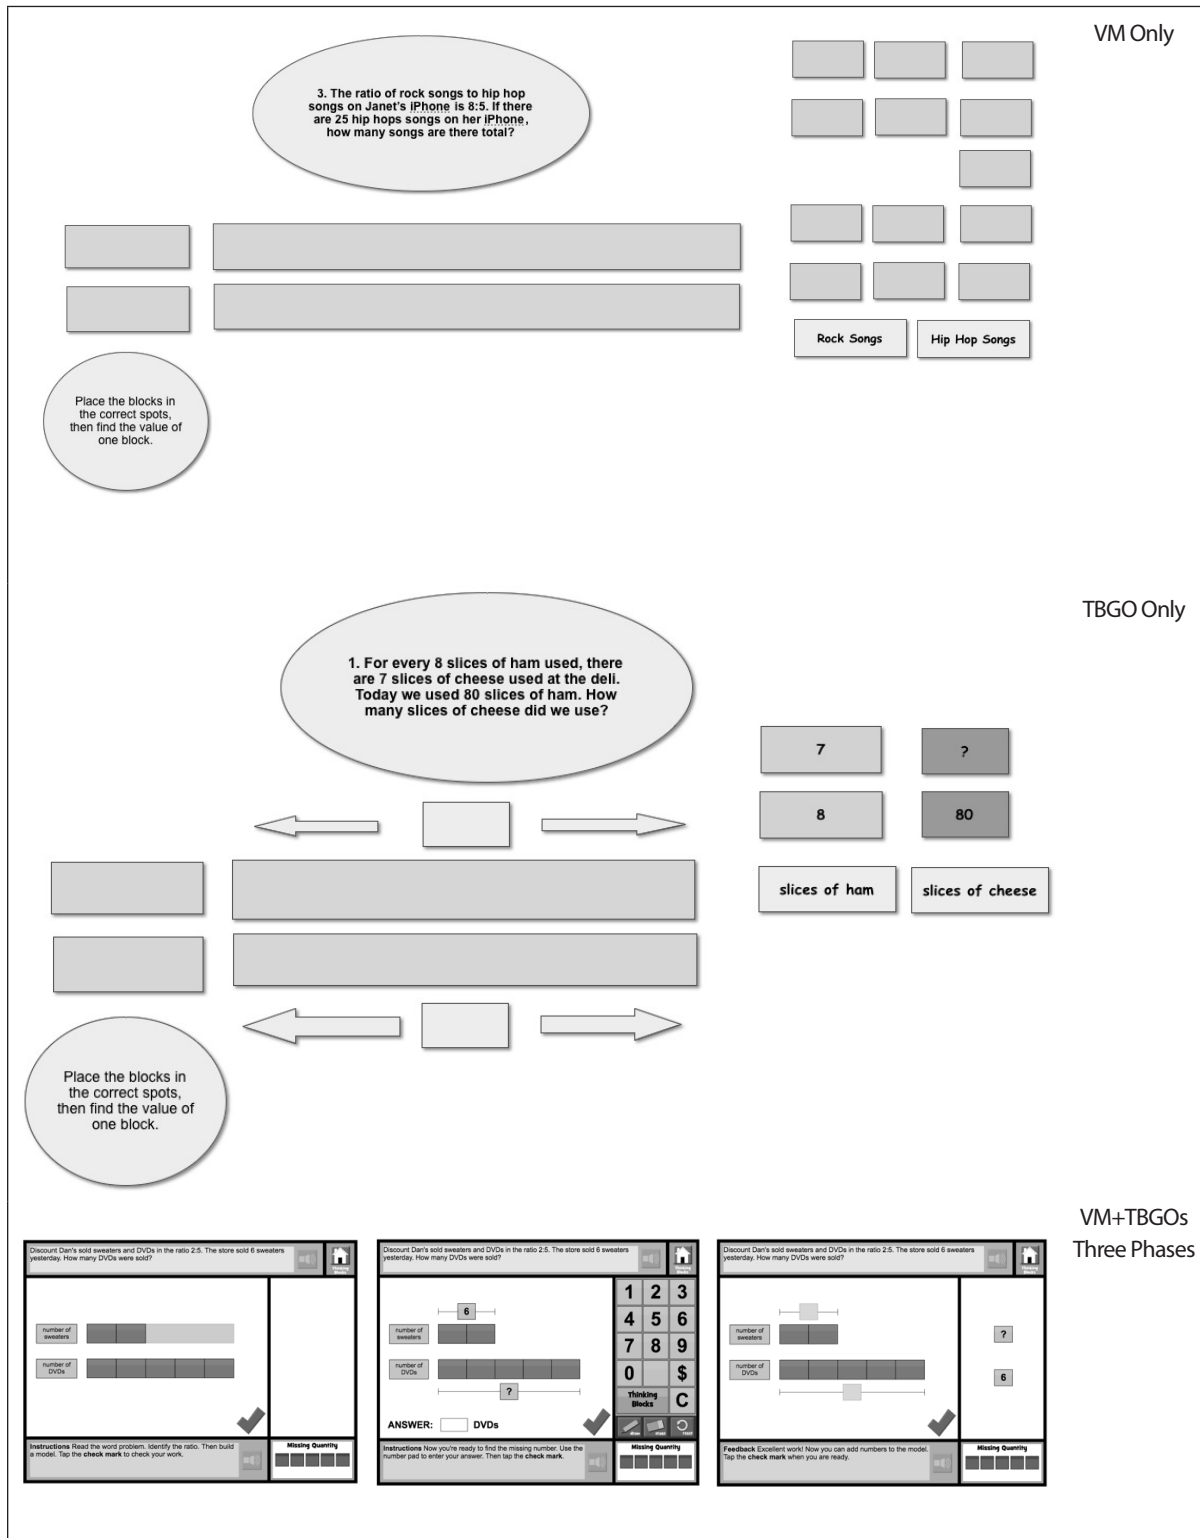 VM Only
3. The ratio of rock songs to hip hop
songs on Janet's iPhone is 8:5. If there
are 25 hip hops songs on her iPhone,
how many songs are there total?
Rock Songs
Hip Hop Songs
Place the blocks in
the correct spots,
then find the value of
one block.
TBGO Only
1. For every 8 slices of ham used, there
are 7 slices of cheese used at the deli.
Today we used 80 slices of ham. How
many slices of cheese did we use?
7
?
8
80
slices of ham
slices of cheese
Place the blocks in
the correct spots,
then find the value of
one block.
VM+TBGOs
Three Phases
Discount Dan's sold sweaters and DVDs in the ratio 2:5. The store sold 6 sweaters
yesterday. How many DVDs were sold?
Thinking
Blocks
number of
sweaters
number of
DVDs
Instructions Read the word problem. Identify the ratio. Then build
a model. Tap the check mark to check your work.
Missing Quantity
Discount Dan's sold sweaters and DVDs in the ratio 2:5. The store sold 6 sweaters
yesterday. How many DVDs were sold?
Thinking
Blocks
6
number of
sweaters
number of
DVDs
?
ANSWER: DVDs
1 2 3
4 5 6
7 8 9
0 $
Thinking
Blocks
C
Instructions Now you're ready to find the missing number. Use the
number pad to enter your answer. Then tap the check mark.
Missing Quantity
Discount Dan's sold sweaters and DVDs in the ratio 2:5. The store sold 6 sweaters
yesterday. How many DVDs were sold?
Thinking
Blocks
number of
sweaters
number of
DVDs
?
6
Feedback Excellent work! Now you can add numbers to the model.
Tap the check mark when you are ready.
Missing Quantity